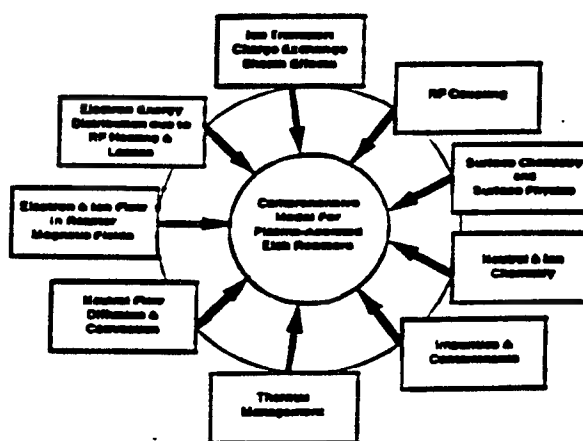 Ion Transport
Charge Exchange
Sheath Effects
RF Coupling
Surface Chemistry
and
Surface Physics
Neutral & Ion
Chemistry
Impurities &
Contaminants
Thermal
Management
Neutral Flow
Diffusion &
Convection
Electron & Ion Flow
in Reactor
Magnetic Fields
Electron Energy
Distribution due to
RF Heating &
Losses
Comprehensive
Model For
Plasma-Assisted
Etch Reactors